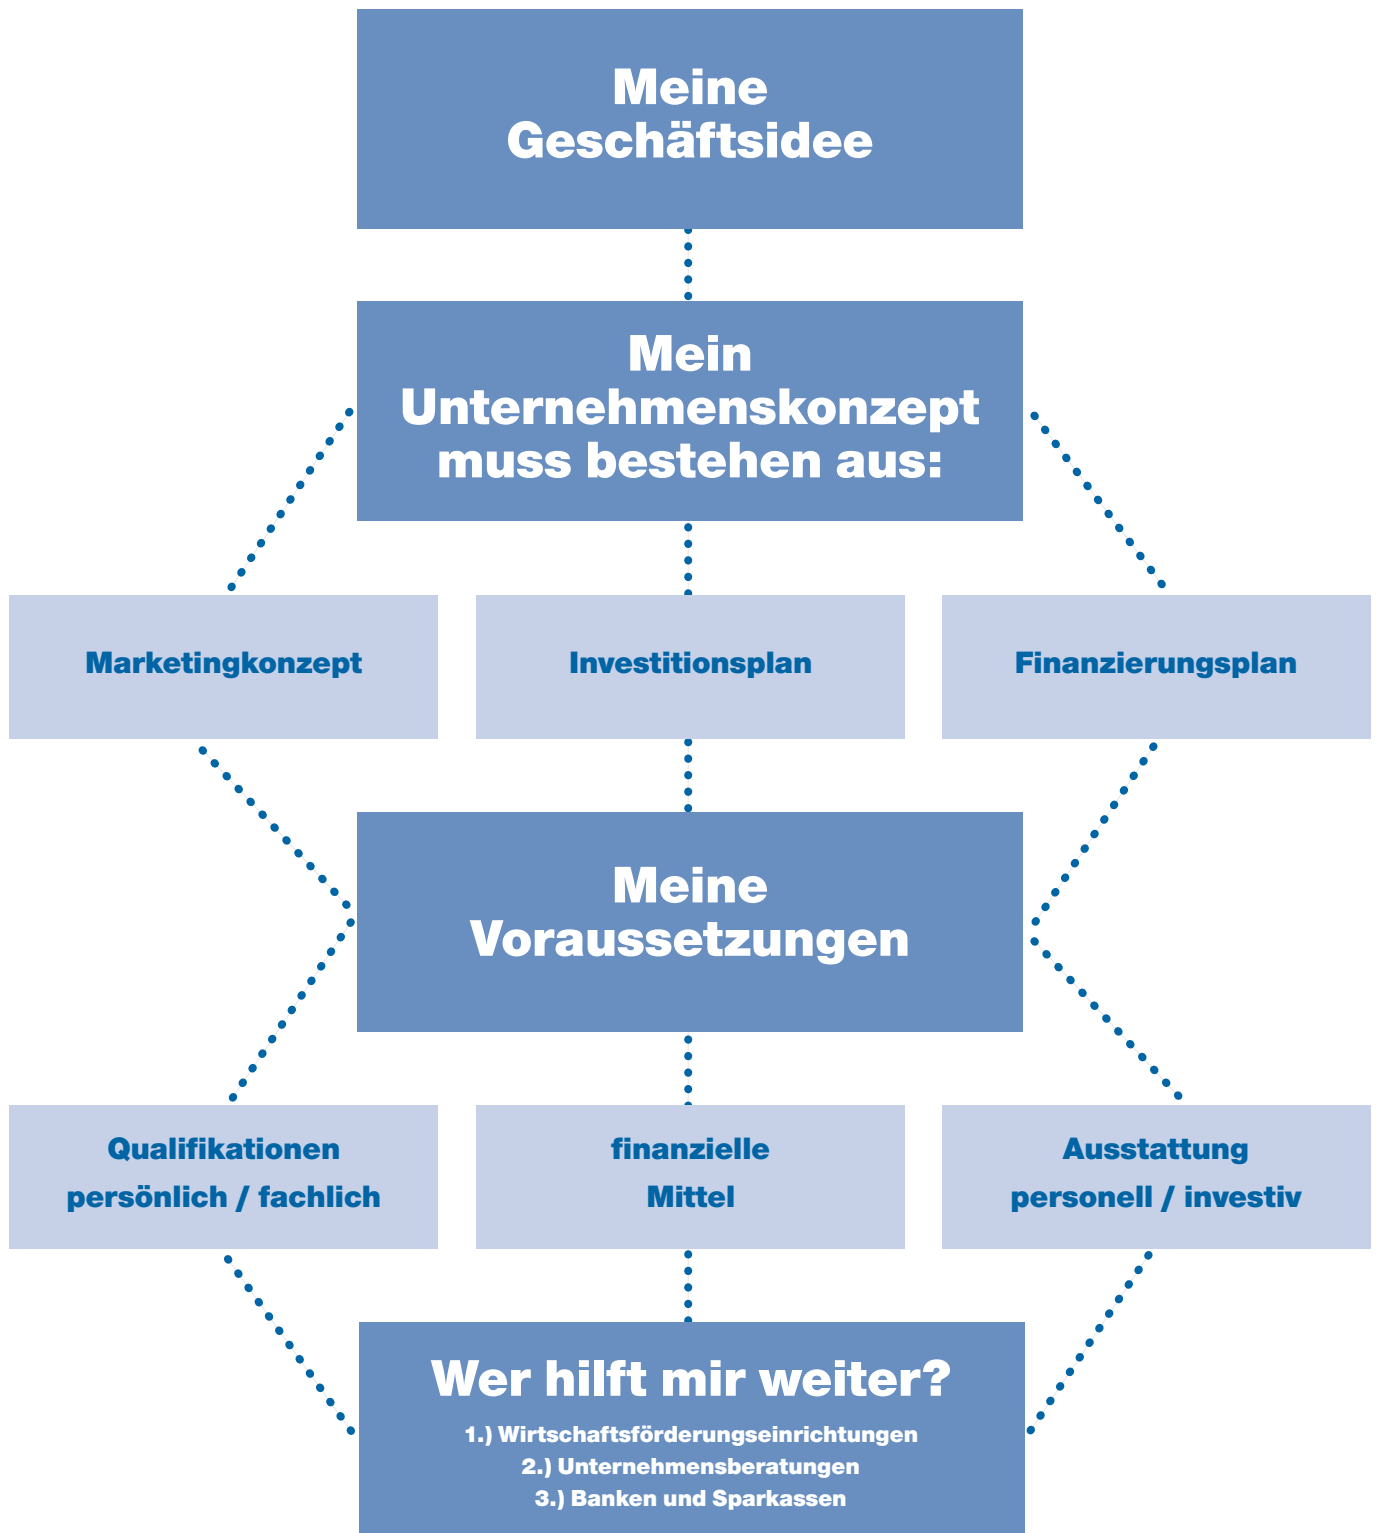 Meine
Geschäftsidee
Mein
Unternehmenskonzept
muss bestehen aus:
Marketingkonzept
Investitionsplan
Finanzierungsplan
Meine
Voraussetzungen
Qualifikationen
persönlich / fachlich
finanzielle
Mittel
Ausstattung
personell / investiv
Wer hilft mir weiter?
1.) Wirtschaftsförderungseinrichtungen
2.) Unternehmensberatungen
3.) Banken und Sparkassen